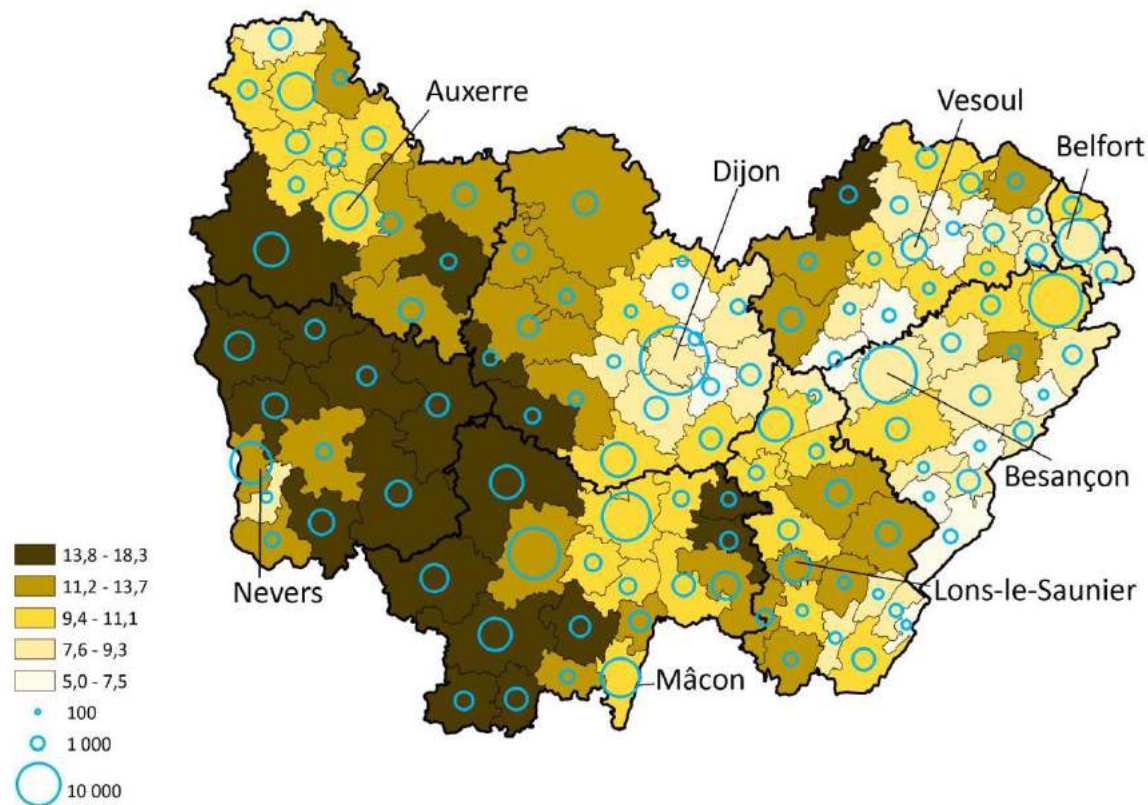 Auxerre
Vesoul
Belfort
Dijon
Besançon
Nevers
Lons-le-Saunier
Mâcon
13,8 - 18,3
11,2 - 13,7
9,4 - 11,1
7,6 - 9,3
5,0 - 7,5
100
1 000
10 000